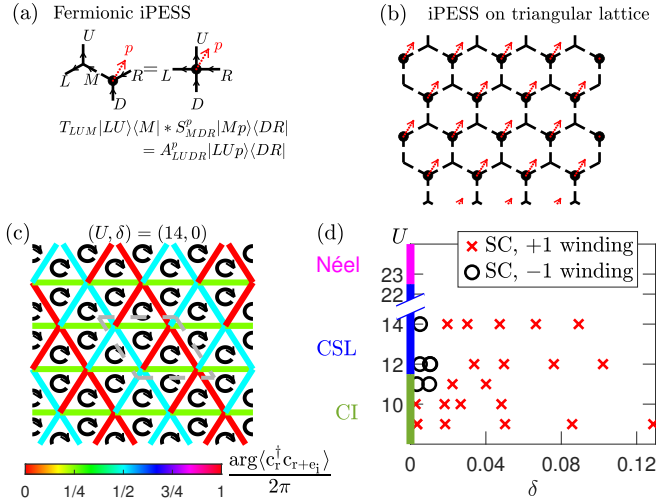 (a) Fermionic iPESS
U
p
L M R
D
=
U
p
L R
D
T_{LUM}|LU⟩⟨M| * S^p_{MDR}|Mp⟩⟨DR|
= A^p_{LUDR}|LUp⟩⟨DR|
(b) iPESS on triangular lattice
(c) (U, δ) = (14, 0)
0 1/4 1/2 3/4 1
arg⟨c†_r c_{r+e_i}⟩
2π
(d) U
SC, +1 winding
SC, −1 winding
Néel
CSL
CI
23
22
14
12
10
0 0.04 0.08 0.12
δ